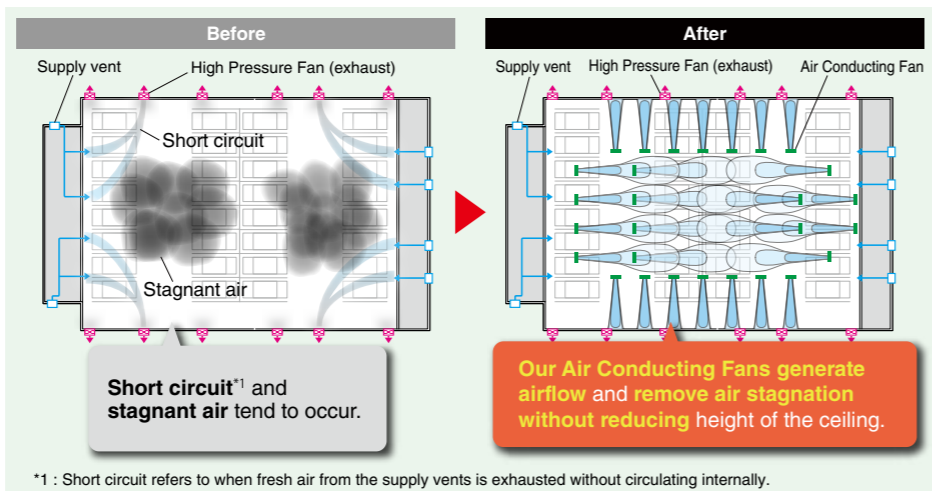 Before
After
Supply vent
High Pressure Fan (exhaust)
Short circuit
Stagnant air
Short circuit*1 and
stagnant air tend to occur.
Supply vent
High Pressure Fan (exhaust)
Air Conducting Fan
Our Air Conducting Fans generate
airflow and remove air stagnation
without reducing height of the ceiling.
*1 : Short circuit refers to when fresh air from the supply vents is exhausted without circulating internally.